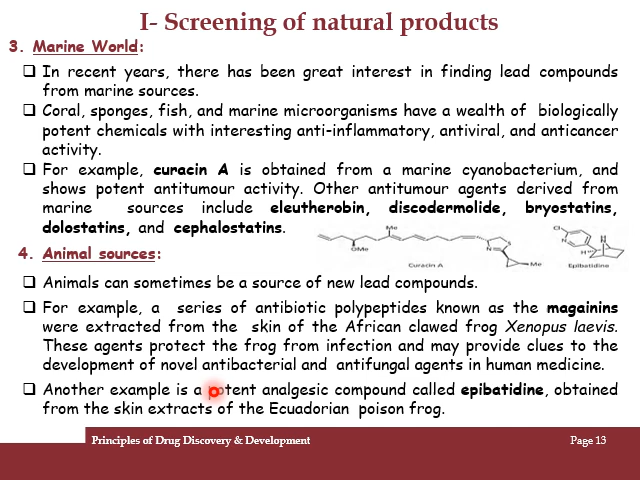 I- Screening of natural products
3. Marine World:
❑ In recent years, there has been great interest in finding lead compounds
from marine sources.
❑ Coral, sponges, fish, and marine microorganisms have a wealth of biologically
potent chemicals with interesting anti-inflammatory, antiviral, and anticancer
activity.
❑ For example, curacin A is obtained from a marine cyanobacterium, and
shows potent antitumour activity. Other antitumour agents derived from
marine sources include eleutherobin, discodermolide, bryostatins,
dolostatins, and cephalostatins.
Me
OMe
S
N
Me
Curacin A
Cl
N
H
N
Epibatidine
4. Animal sources:
❑ Animals can sometimes be a source of new lead compounds.
❑ For example, a series of antibiotic polypeptides known as the magainins
were extracted from the skin of the African clawed frog Xenopus laevis.
These agents protect the frog from infection and may provide clues to the
development of novel antibacterial and antifungal agents in human medicine.
❑ Another example is a potent analgesic compound called epibatidine, obtained
from the skin extracts of the Ecuadorian poison frog.
Principles of Drug Discovery & Development
Page 13